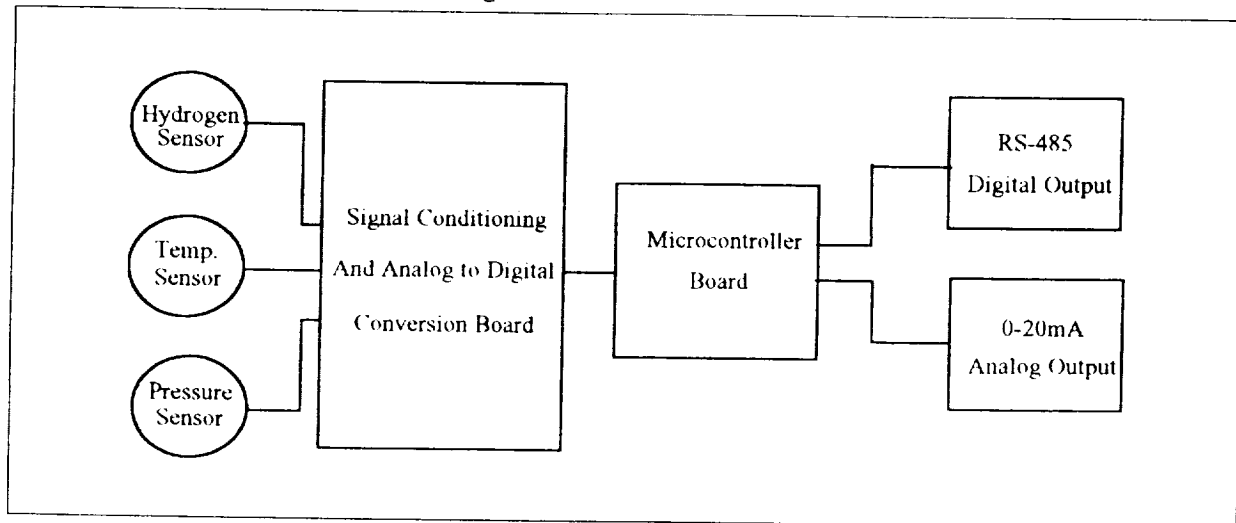 Hydrogen
Sensor
Temp.
Sensor
Pressure
Sensor
Signal Conditioning
And Analog to Digital
Conversion Board
Microcontroller
Board
RS-485
Digital Output
0-20mA
Analog Output